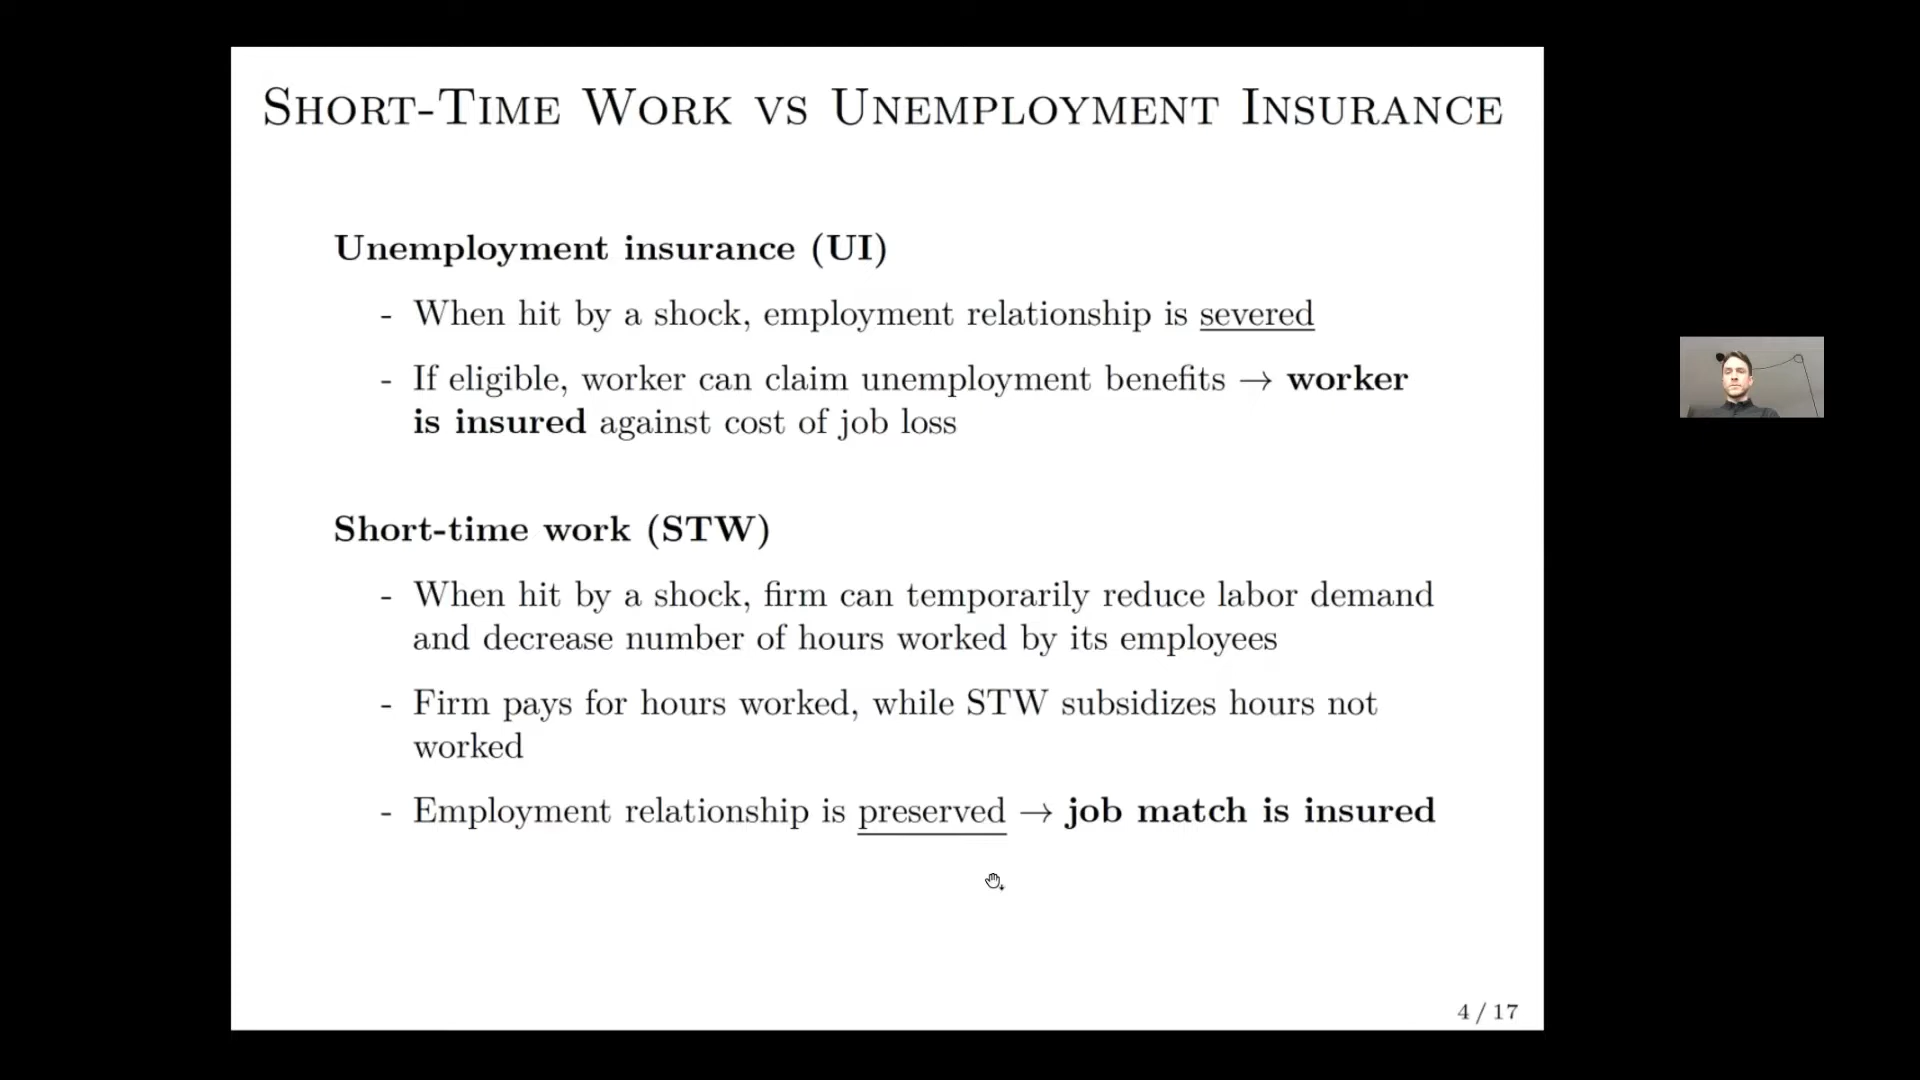 Short-Time Work vs Unemployment Insurance
Unemployment insurance (UI)
- When hit by a shock, employment relationship is severed
- If eligible, worker can claim unemployment benefits → worker
is insured against cost of job loss
Short-time work (STW)
- When hit by a shock, firm can temporarily reduce labor demand
and decrease number of hours worked by its employees
- Firm pays for hours worked, while STW subsidizes hours not
worked
- Employment relationship is preserved → job match is insured
4 / 17